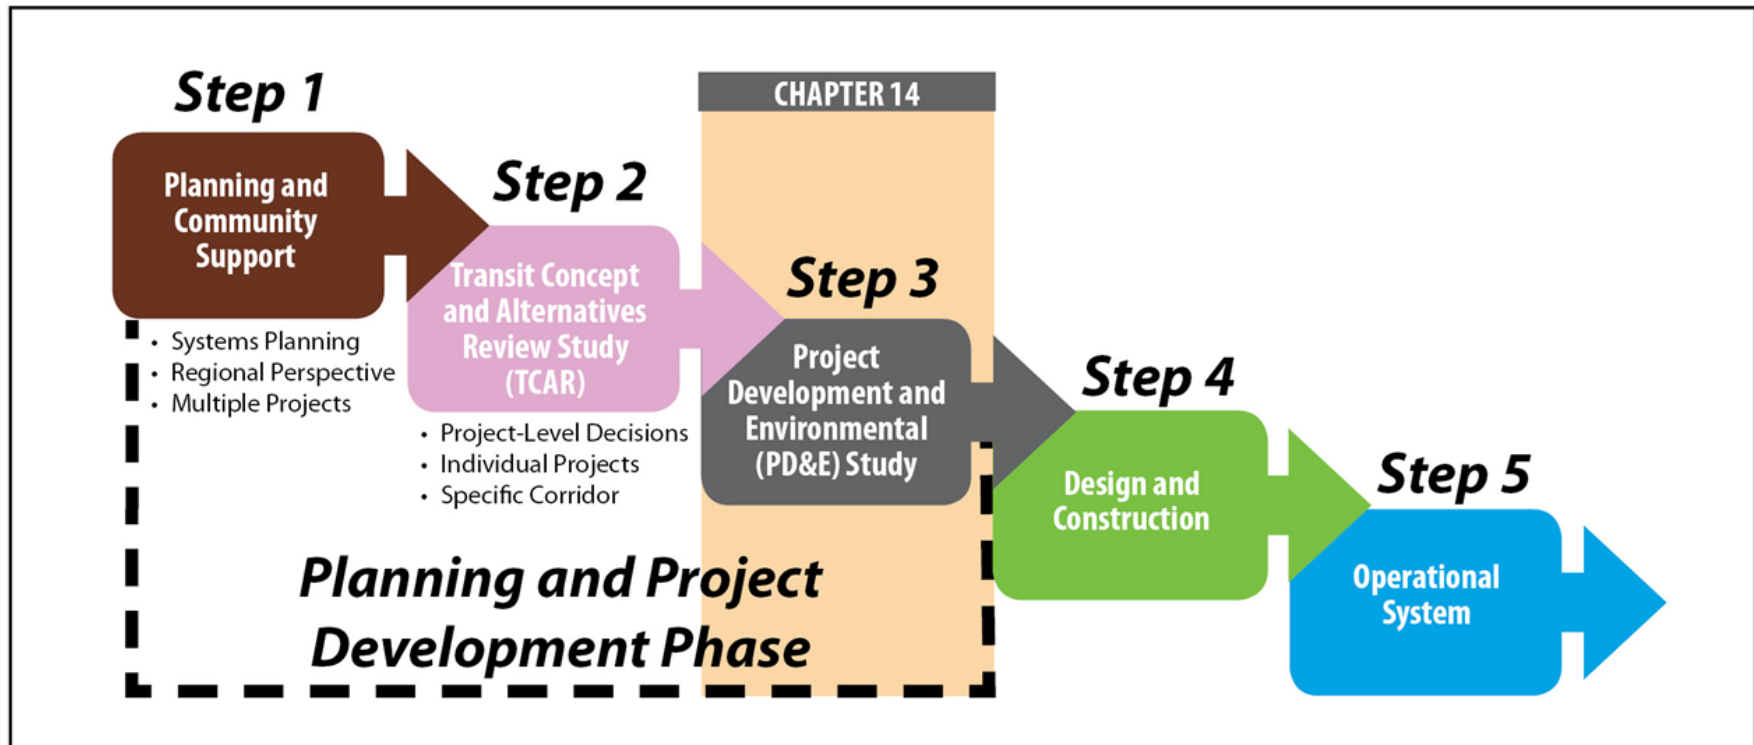 Step 1
Planning and
Community
Support
• Systems Planning
• Regional Perspective
• Multiple Projects
Step 2
Transit Concept
and Alternatives
Review Study
(TCAR)
• Project-Level Decisions
• Individual Projects
• Specific Corridor
CHAPTER 14
Step 3
Project
Development and
Environmental
(PD&E) Study
Planning and Project
Development Phase
Step 4
Design and
Construction
Step 5
Operational
System